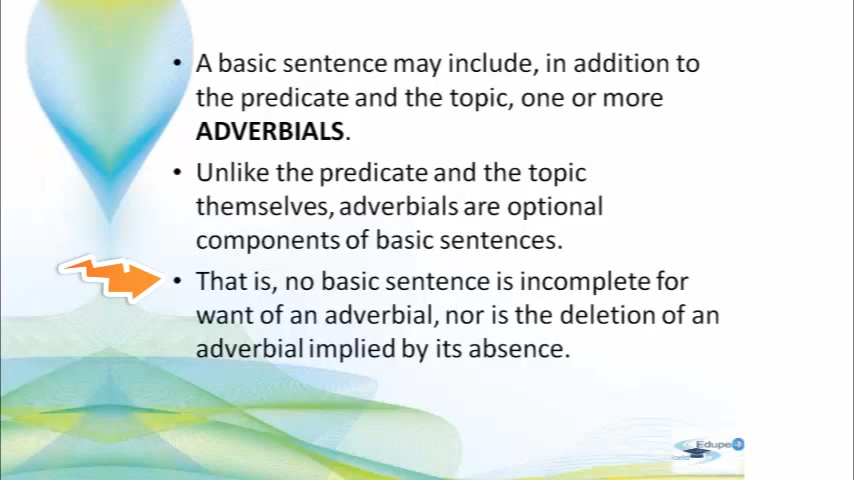 • A basic sentence may include, in addition to
the predicate and the topic, one or more
ADVERBIALS.
• Unlike the predicate and the topic
themselves, adverbials are optional
components of basic sentences.
• That is, no basic sentence is incomplete for
want of an adverbial, nor is the deletion of an
adverbial implied by its absence.
Edupe